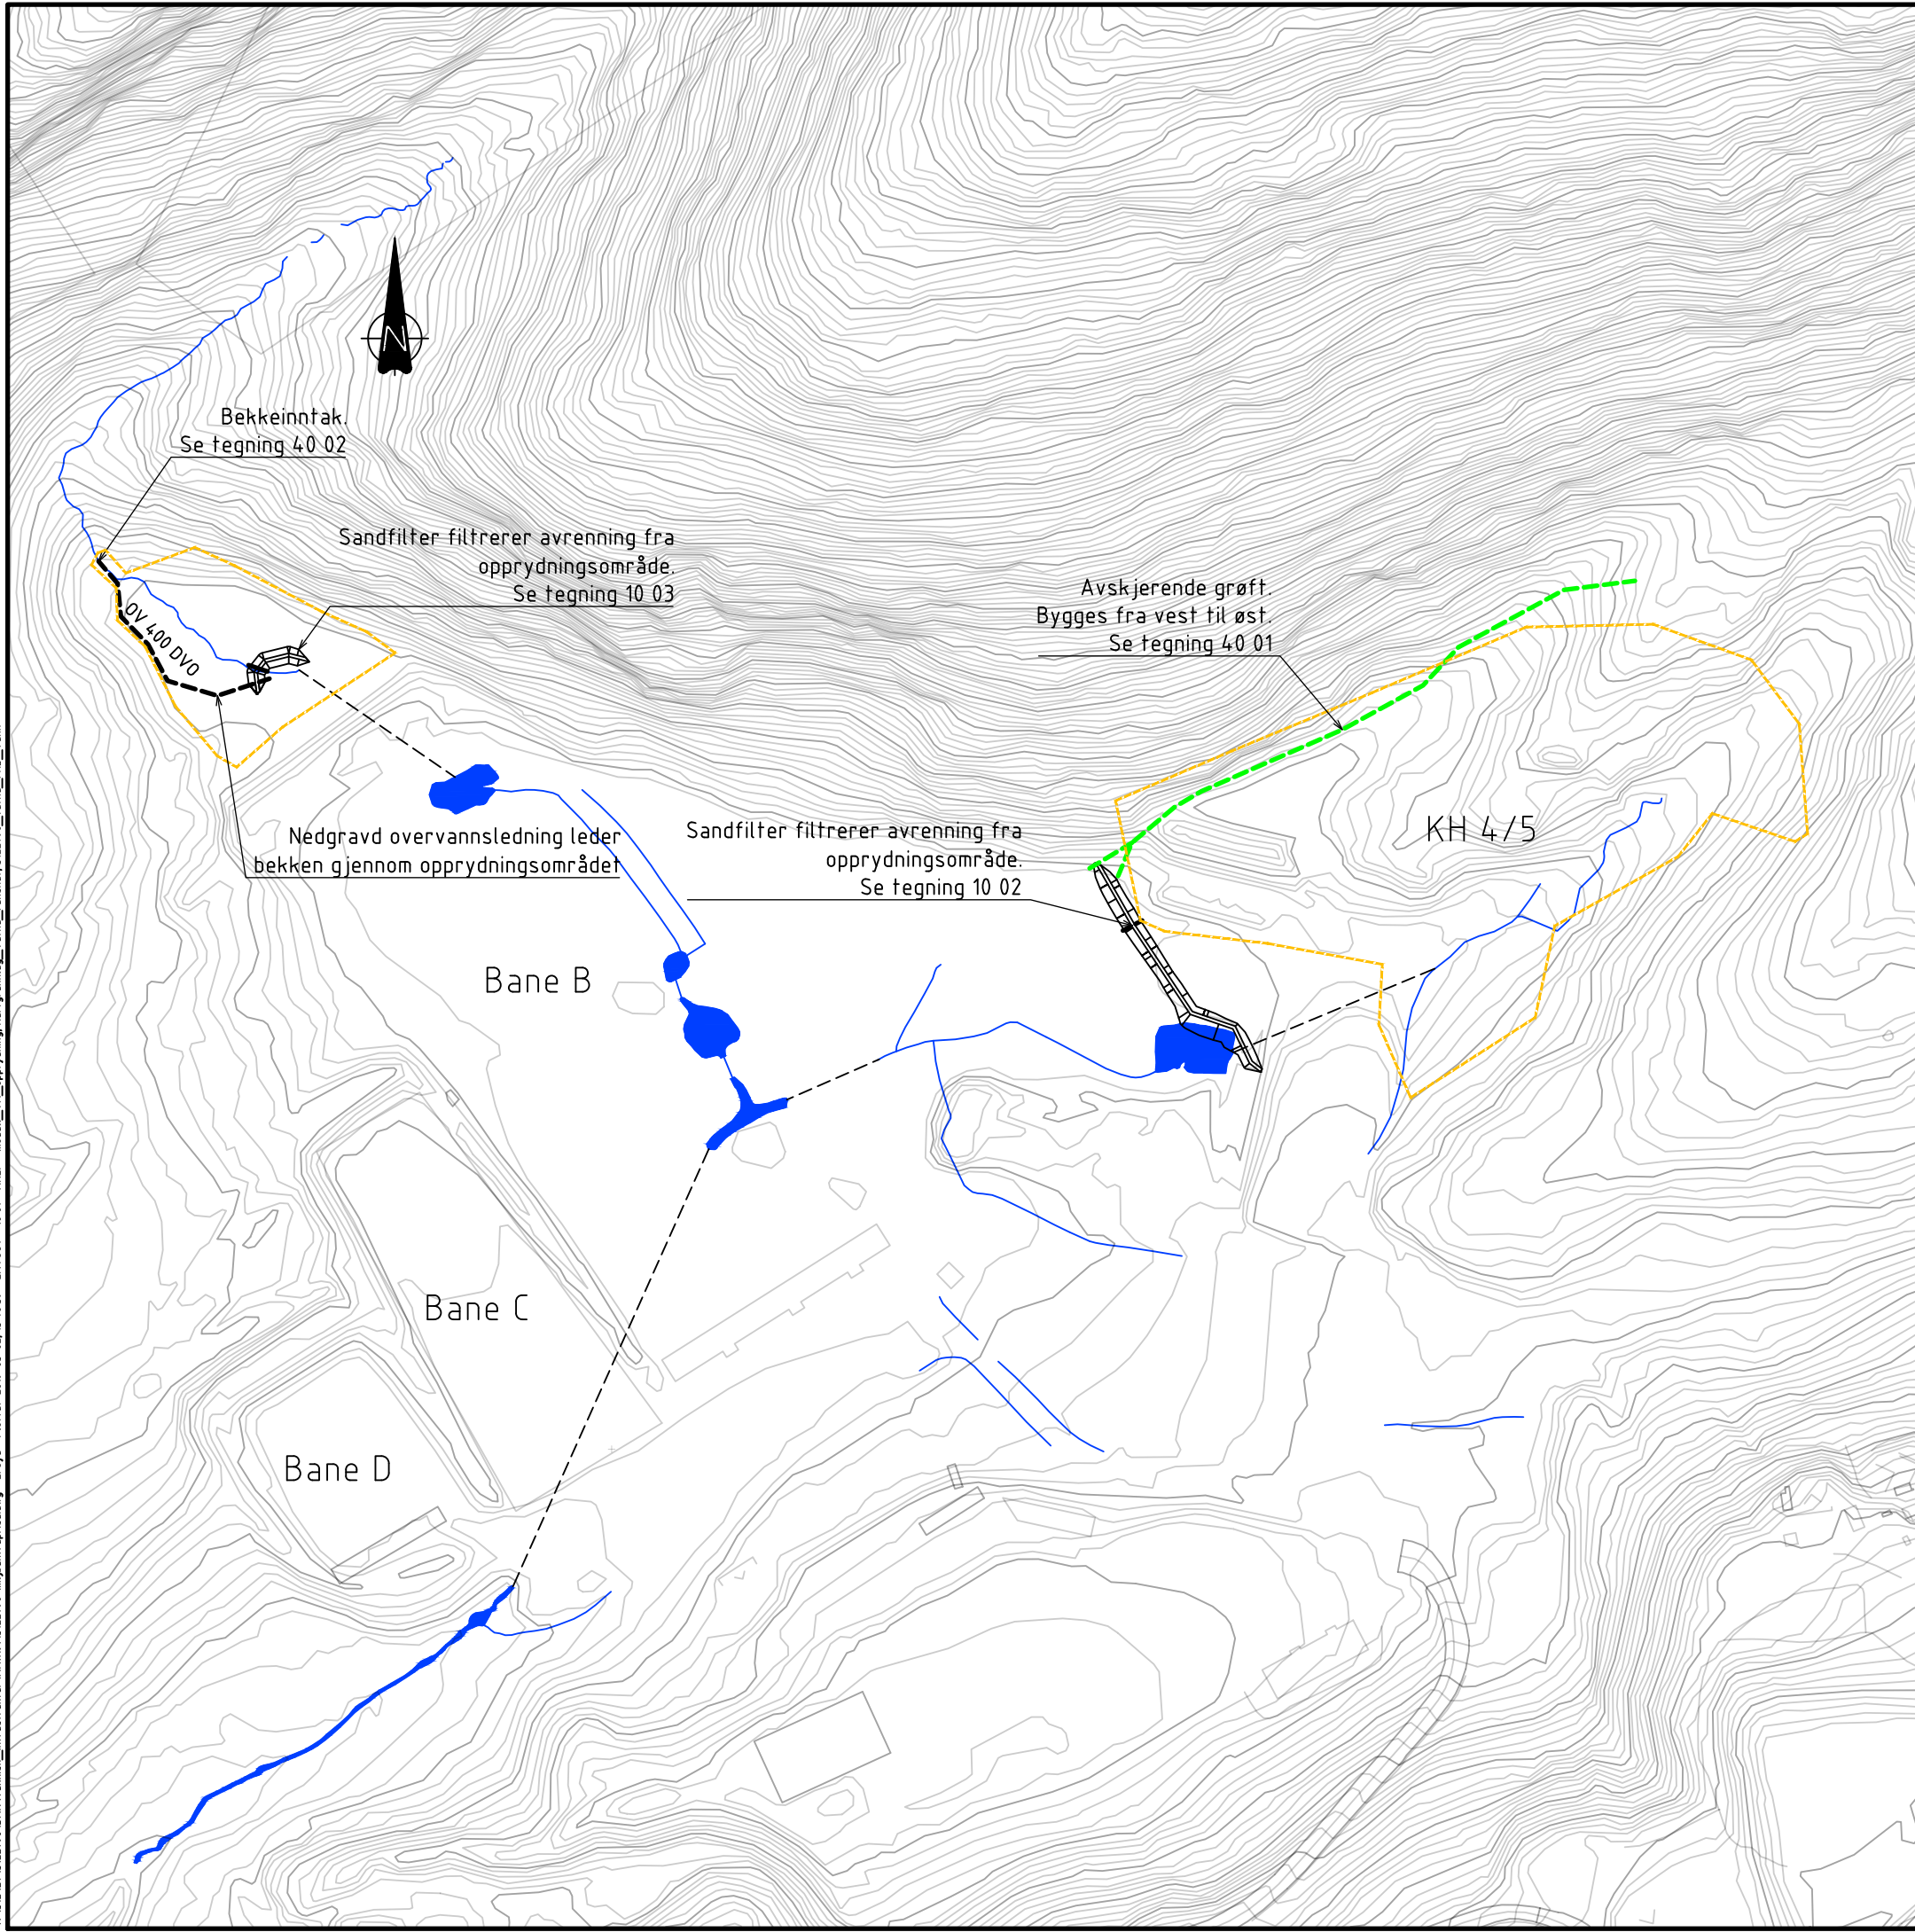 N
Bekkeinntak.
Se tegning 40 02
Sandfilter filtrerer avrenning fra
opprydningsområde.
Se tegning 10 03
Avskjerende grøft.
Bygges fra vest til øst.
Se tegning 40 01
OV 400 DVO
Nedgravd overvannsledning leder
bekken gjennom opprydningsområdet
Sandfilter filtrerer avrenning fra
opprydningsområde.
Se tegning 10 02
KH 4/5
Bane B
Bane C
Bane D